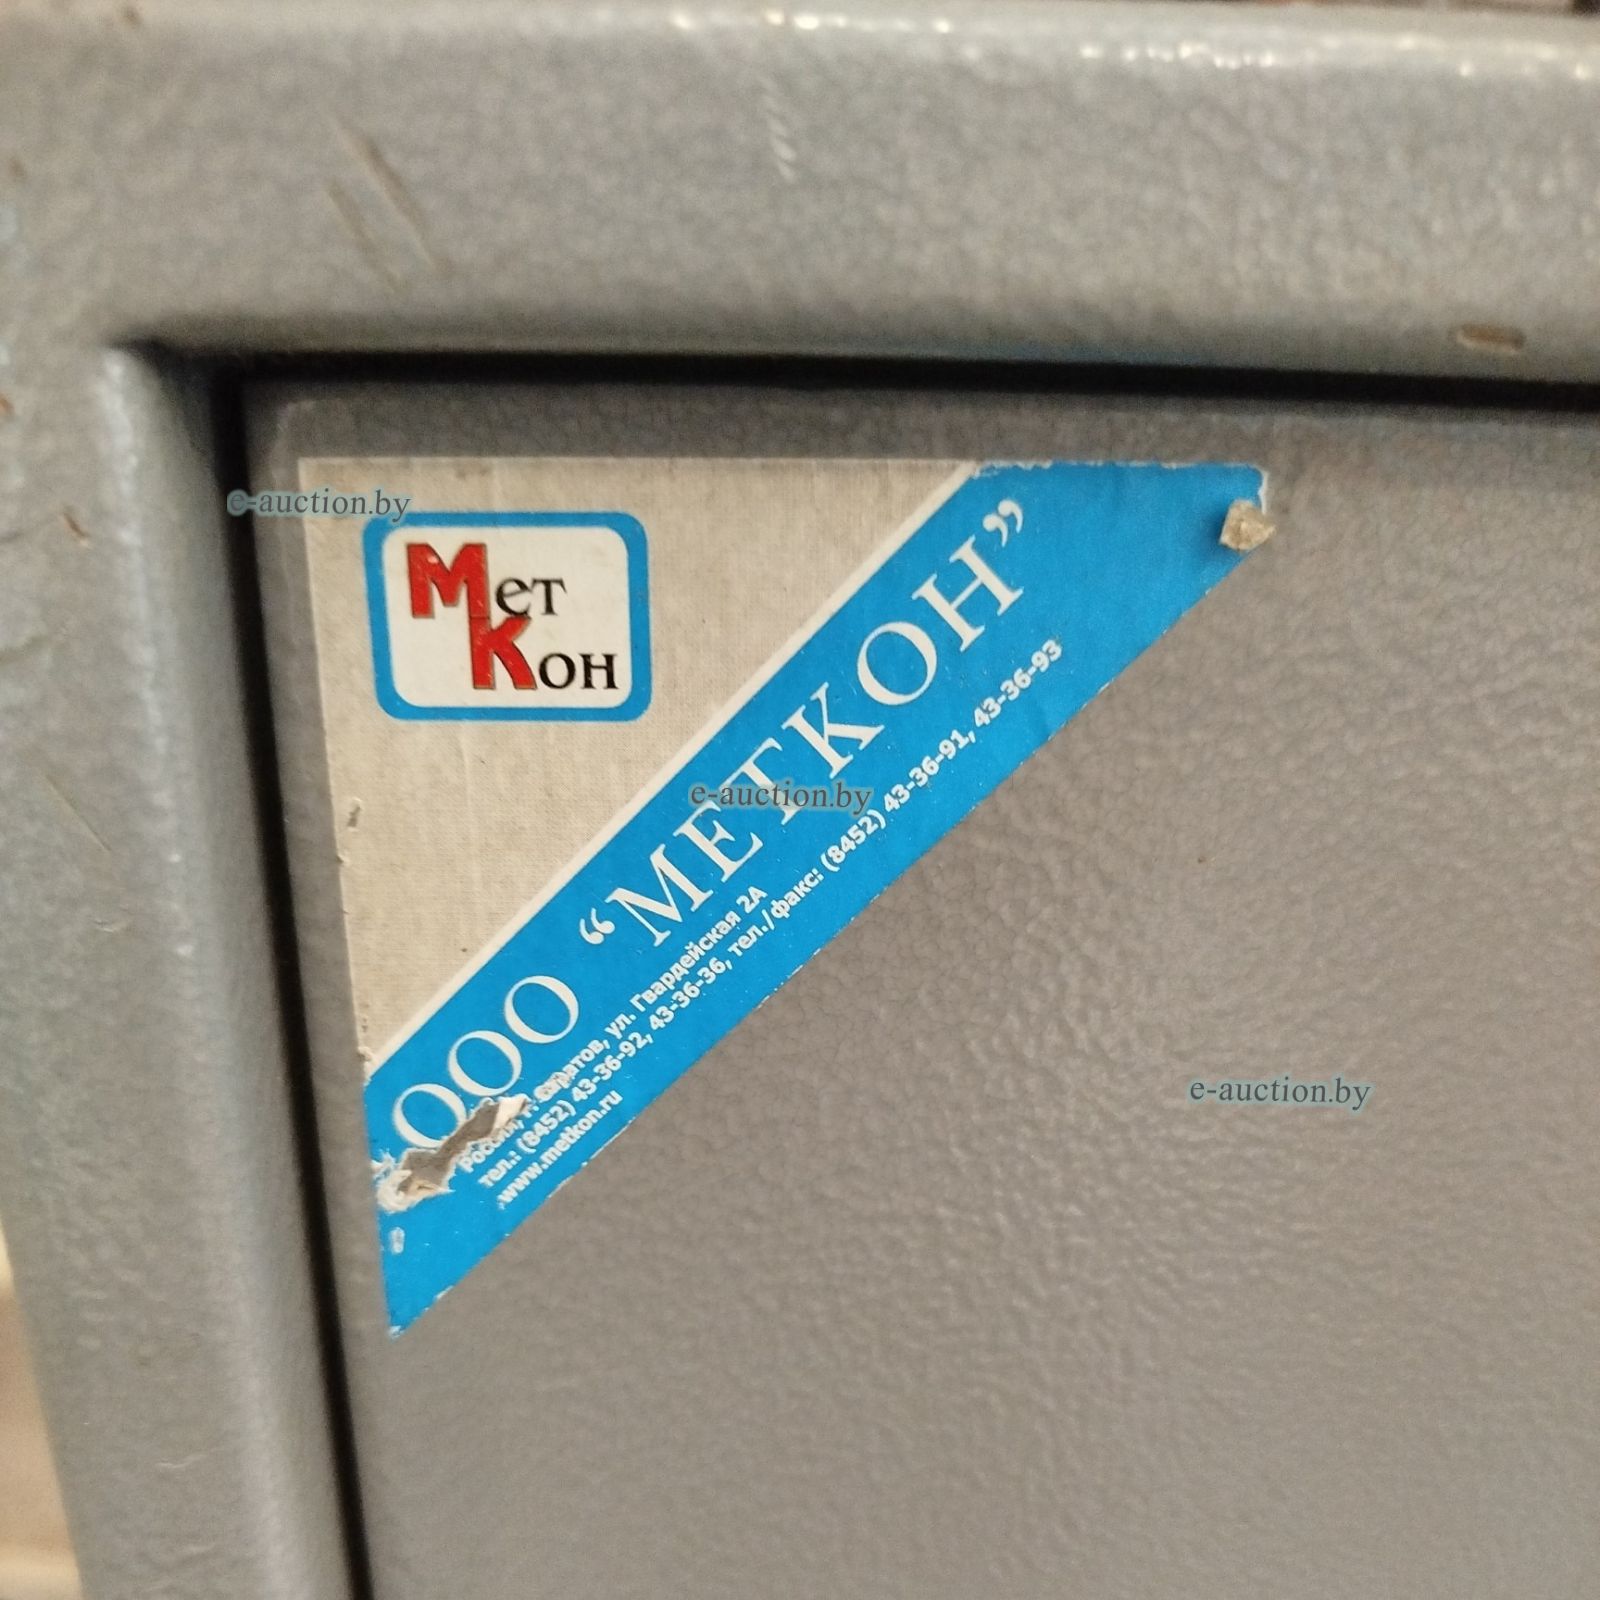 e-auction.by
Мет
Кон
ООО “МЕТКОН”
Россия, г. Саратов, ул. Гвардейская 2А
тел.: (8452) 43-36-92, 43-36-36, тел./факс: (8452) 43-36-91, 43-36-93
www.metkon.ru
e-auction.by
e-auction.by